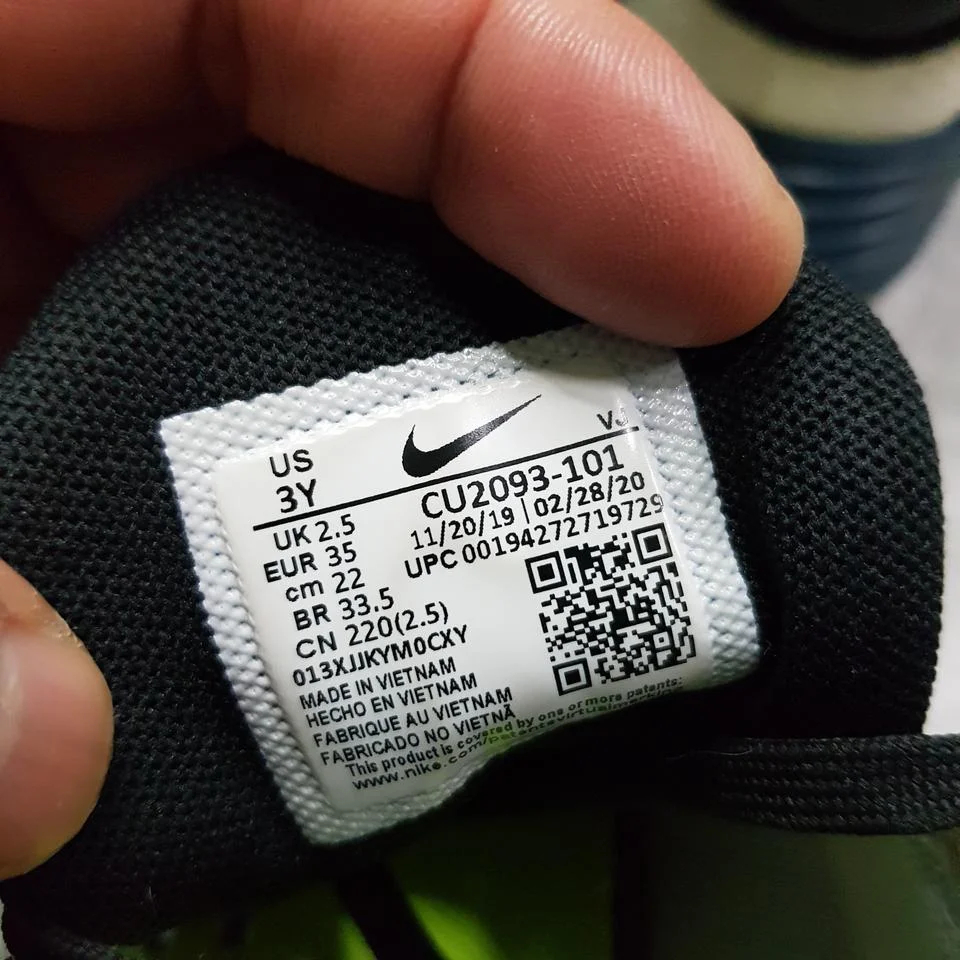 US
3Y
VJ
UK 2.5
EUR 35
cm 22
BR 33.5
CN 220(2.5)
CU2093-101
11/20/19 | 02/28/20
UPC 00194272719729
013XJJKYM0CXY
MADE IN VIETNAM
HECHO EN VIETNAM
FABRIQUE AU VIETNAM
FABRICADO NO VIETNÃ
This product is covered by one or more patents:
www.nike.com/patentsvirtualmarking